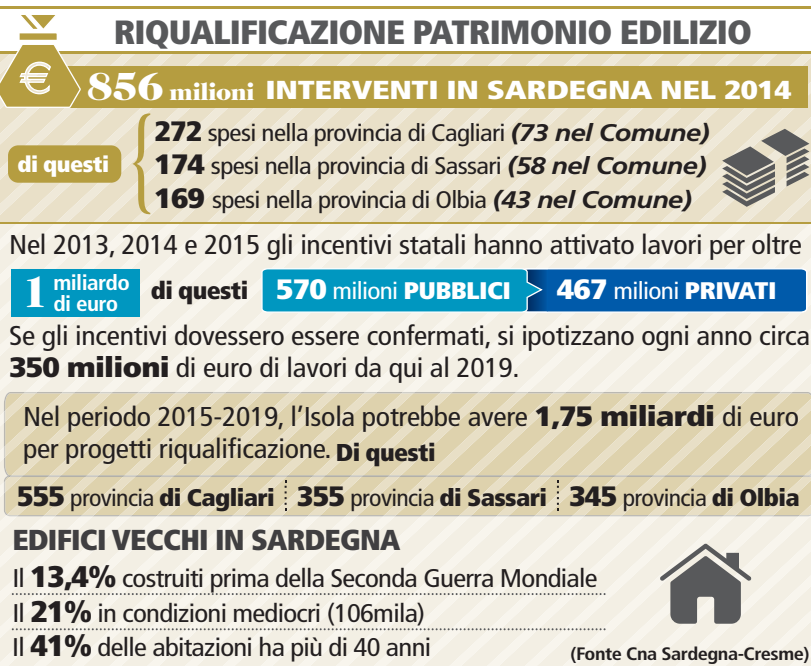 RIQUALIFICAZIONE PATRIMONIO EDILIZIO
€
856 milioni INTERVENTI IN SARDEGNA NEL 2014
di questi
272 spesi nella provincia di Cagliari (73 nel Comune)
174 spesi nella provincia di Sassari (58 nel Comune)
169 spesi nella provincia di Olbia (43 nel Comune)
Nel 2013, 2014 e 2015 gli incentivi statali hanno attivato lavori per oltre
1 miliardo di euro di questi 570 milioni PUBBLICI 467 milioni PRIVATI
Se gli incentivi dovessero essere confermati, si ipotizzano ogni anno circa
350 milioni di euro di lavori da qui al 2019.
Nel periodo 2015-2019, l'Isola potrebbe avere 1,75 miliardi di euro
per progetti riqualificazione. Di questi
555 provincia di Cagliari 355 provincia di Sassari 345 provincia di Olbia
EDIFICI VECCHI IN SARDEGNA
Il 13,4% costruiti prima della Seconda Guerra Mondiale
Il 21% in condizioni mediocri (106mila)
Il 41% delle abitazioni ha più di 40 anni
(Fonte Cna Sardegna-Cresme)